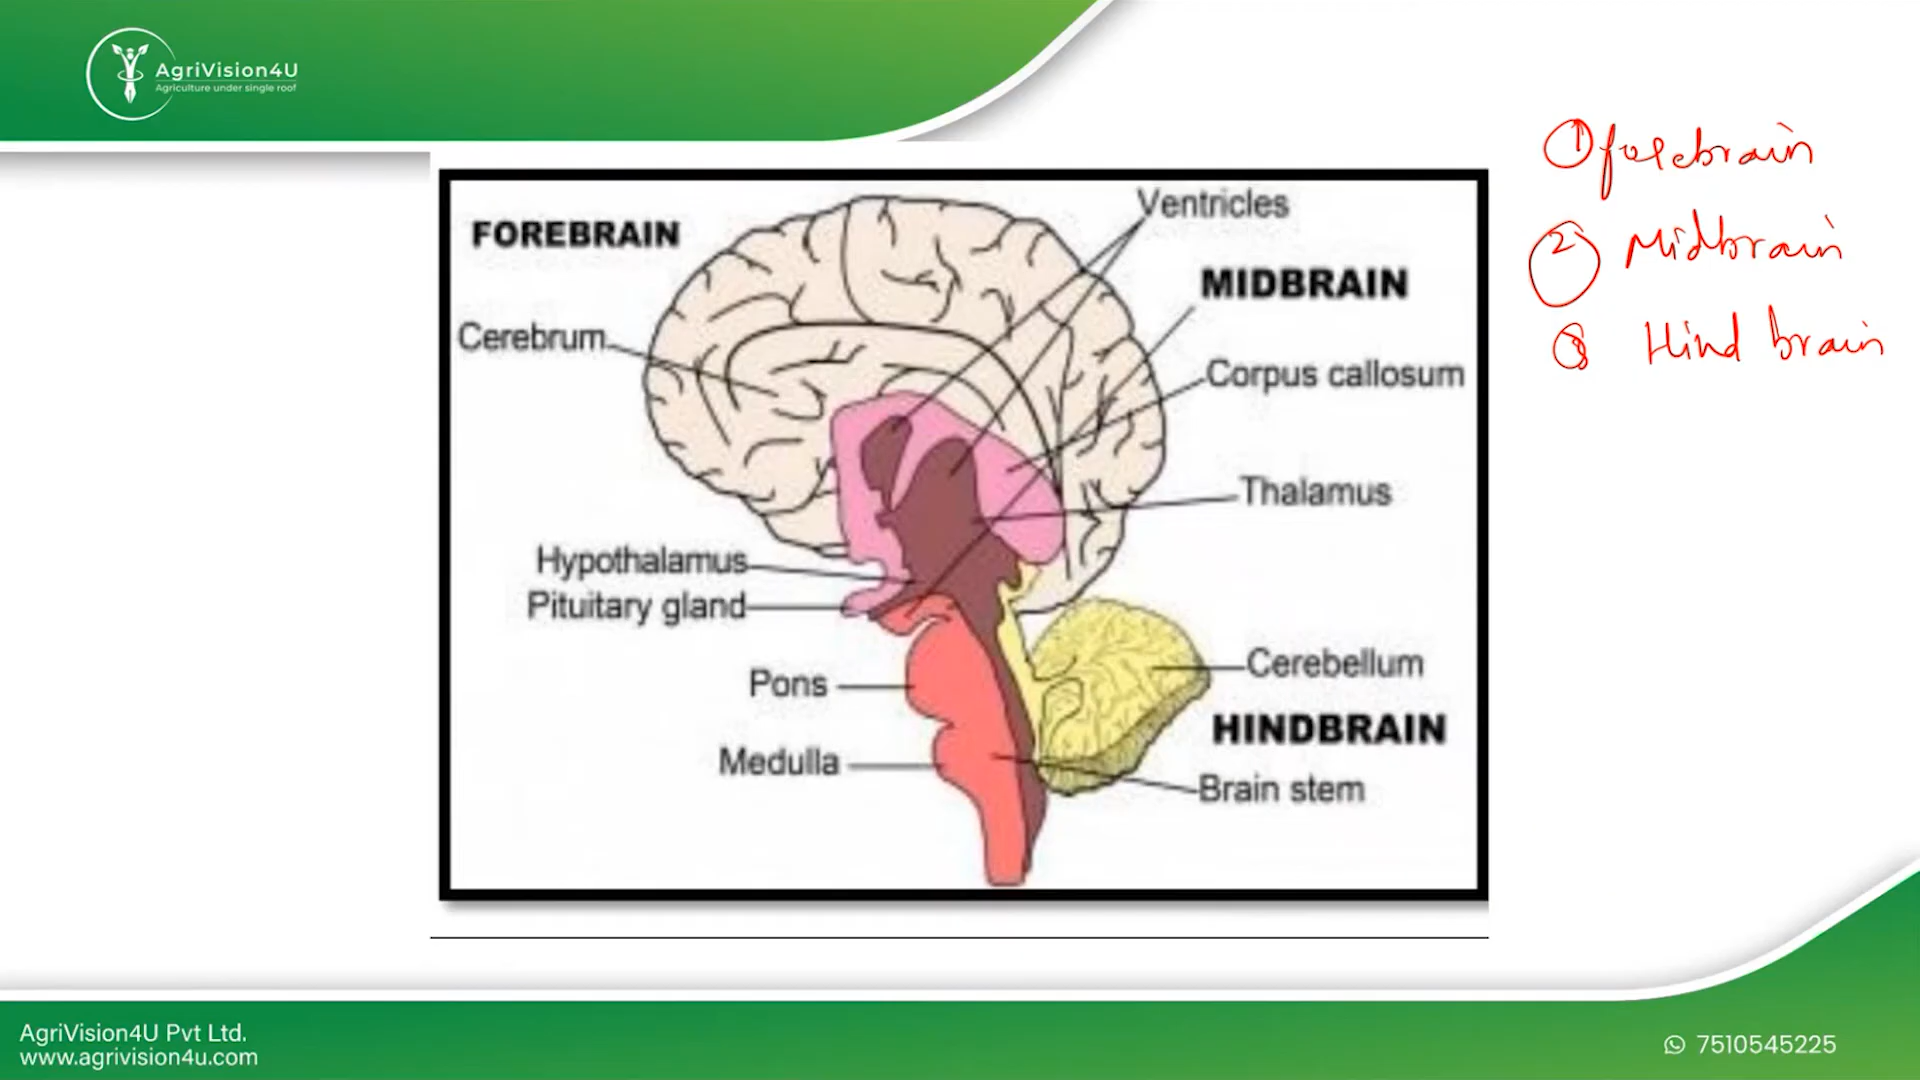 AgriVision4U
Agriculture under single roof
① forebrain
② Midbrain
③ Hind brain
FOREBRAIN
Ventricles
MIDBRAIN
Cerebrum
Corpus callosum
Thalamus
Hypothalamus
Pituitary gland
Cerebellum
Pons
HINDBRAIN
Medulla
Brain stem
AgriVision4U Pvt Ltd.
www.agrivision4u.com
7510545225